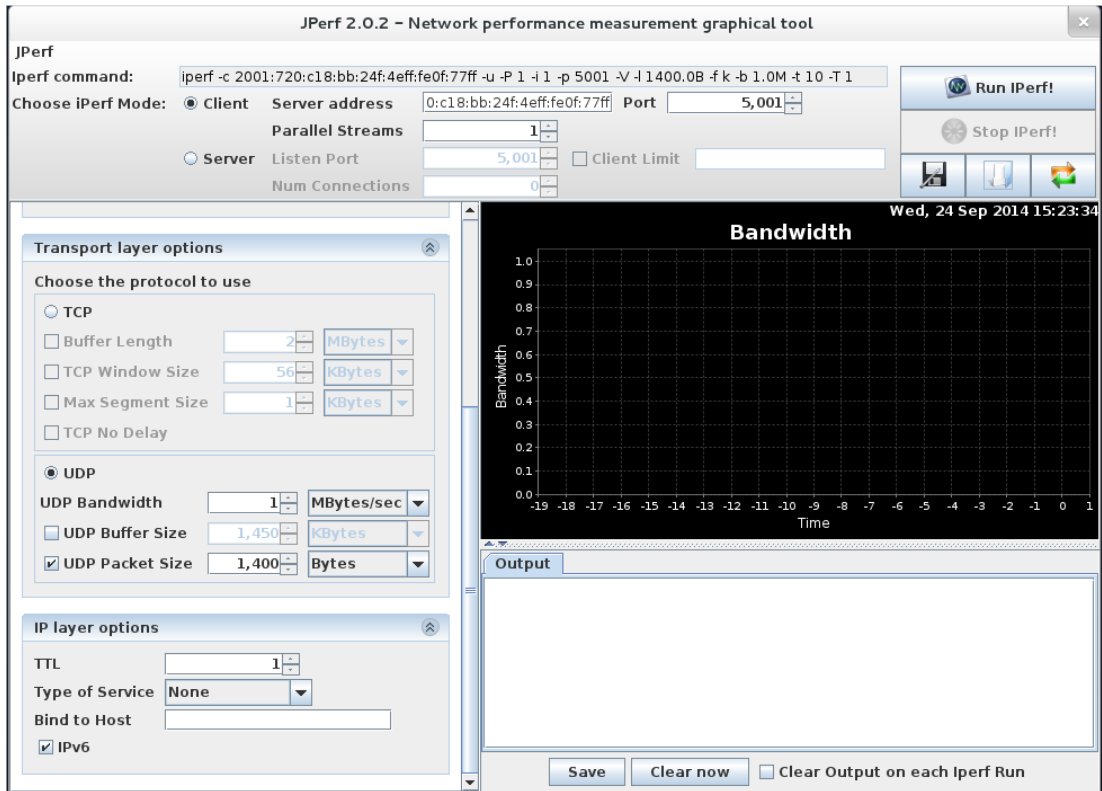 JPerf 2.0.2 – Network performance measurement graphical tool
JPerf
Iperf command: iperf -c 2001:720:c18:bb:24f:4eff:fe0f:77ff -u -P 1 -i 1 -p 5001 -V -l 1400.0B -f k -b 1.0M -t 10 -T 1
Run IPerf!
Choose iPerf Mode: Client Server address 0:c18:bb:24f:4eff:fe0f:77ff Port 5,001
Parallel Streams 1
Stop IPerf!
Server Listen Port 5,001 Client Limit
Num Connections 0
Transport layer options
Choose the protocol to use
TCP
Buffer Length 2 MBytes
TCP Window Size 56 KBytes
Max Segment Size 1 KBytes
TCP No Delay
UDP
UDP Bandwidth 1 MBytes/sec
UDP Buffer Size 1,450 KBytes
UDP Packet Size 1,400 Bytes
IP layer options
TTL 1
Type of Service None
Bind to Host
IPv6
Wed, 24 Sep 2014 15:23:34
Bandwidth
1.0
0.9
0.8
0.7
0.6
0.5
0.4
0.3
0.2
0.1
0.0
Bandwidth
-19 -18 -17 -16 -15 -14 -13 -12 -11 -10 -9 -8 -7 -6 -5 -4 -3 -2 -1 0 1
Time
Output
Save Clear now Clear Output on each Iperf Run